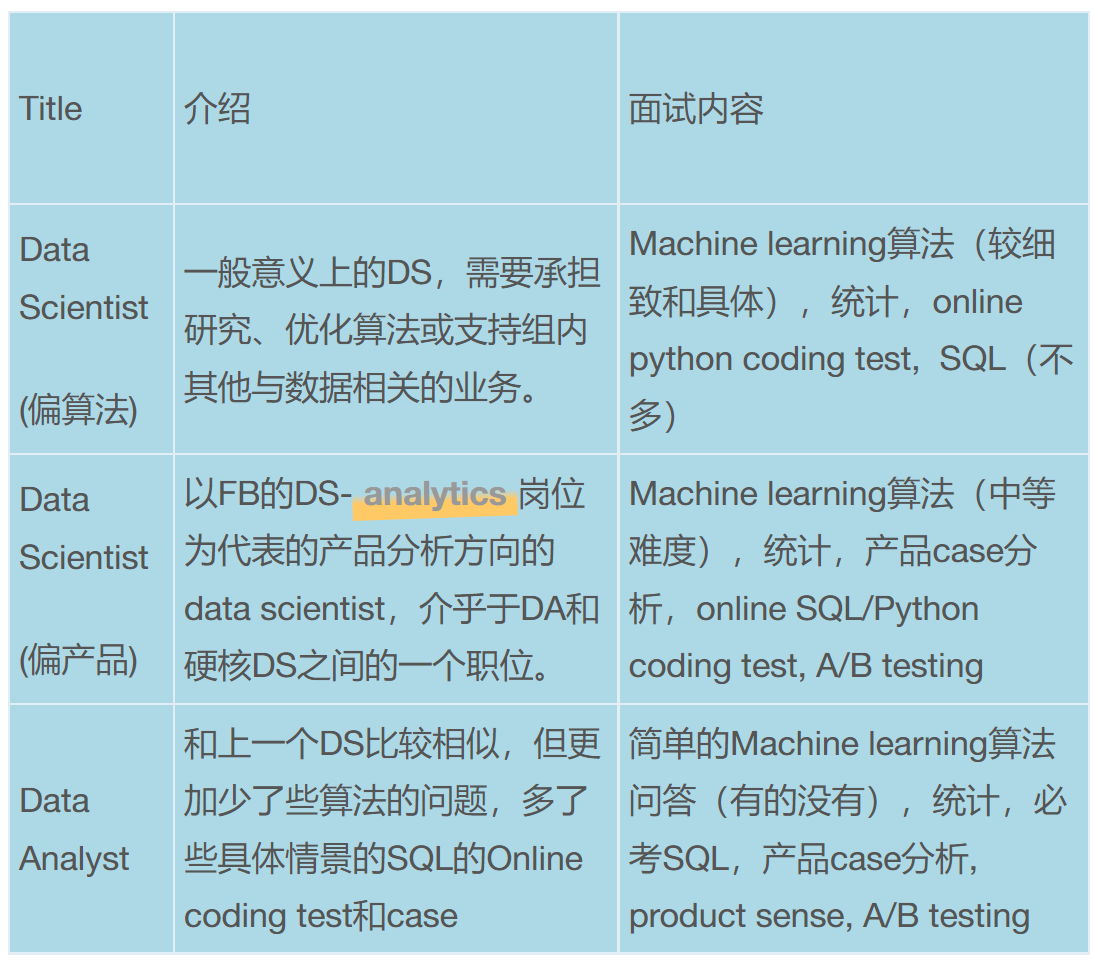 Title
介绍
面试内容
Data
Scientist
(偏算法)
一般意义上的DS，需要承担
研究、优化算法或支持组内
其他与数据相关的业务。
Machine learning算法（较细
致和具体），统计，online
python coding test,  SQL（不
多）
Data
Scientist
(偏产品)
以FB的DS- analytics 岗位
为代表的产品分析方向的
data scientist，介乎于DA和
硬核DS之间的一个职位。
Machine learning算法（中等
难度），统计，产品case分
析，online SQL/Python
coding test, A/B testing
Data
Analyst
和上一个DS比较相似，但更
加少了些算法的问题，多了
些具体情景的SQL的Online
coding test和case
简单的Machine learning算法
问答（有的没有），统计，必
考SQL，产品case分析,
product sense, A/B testing